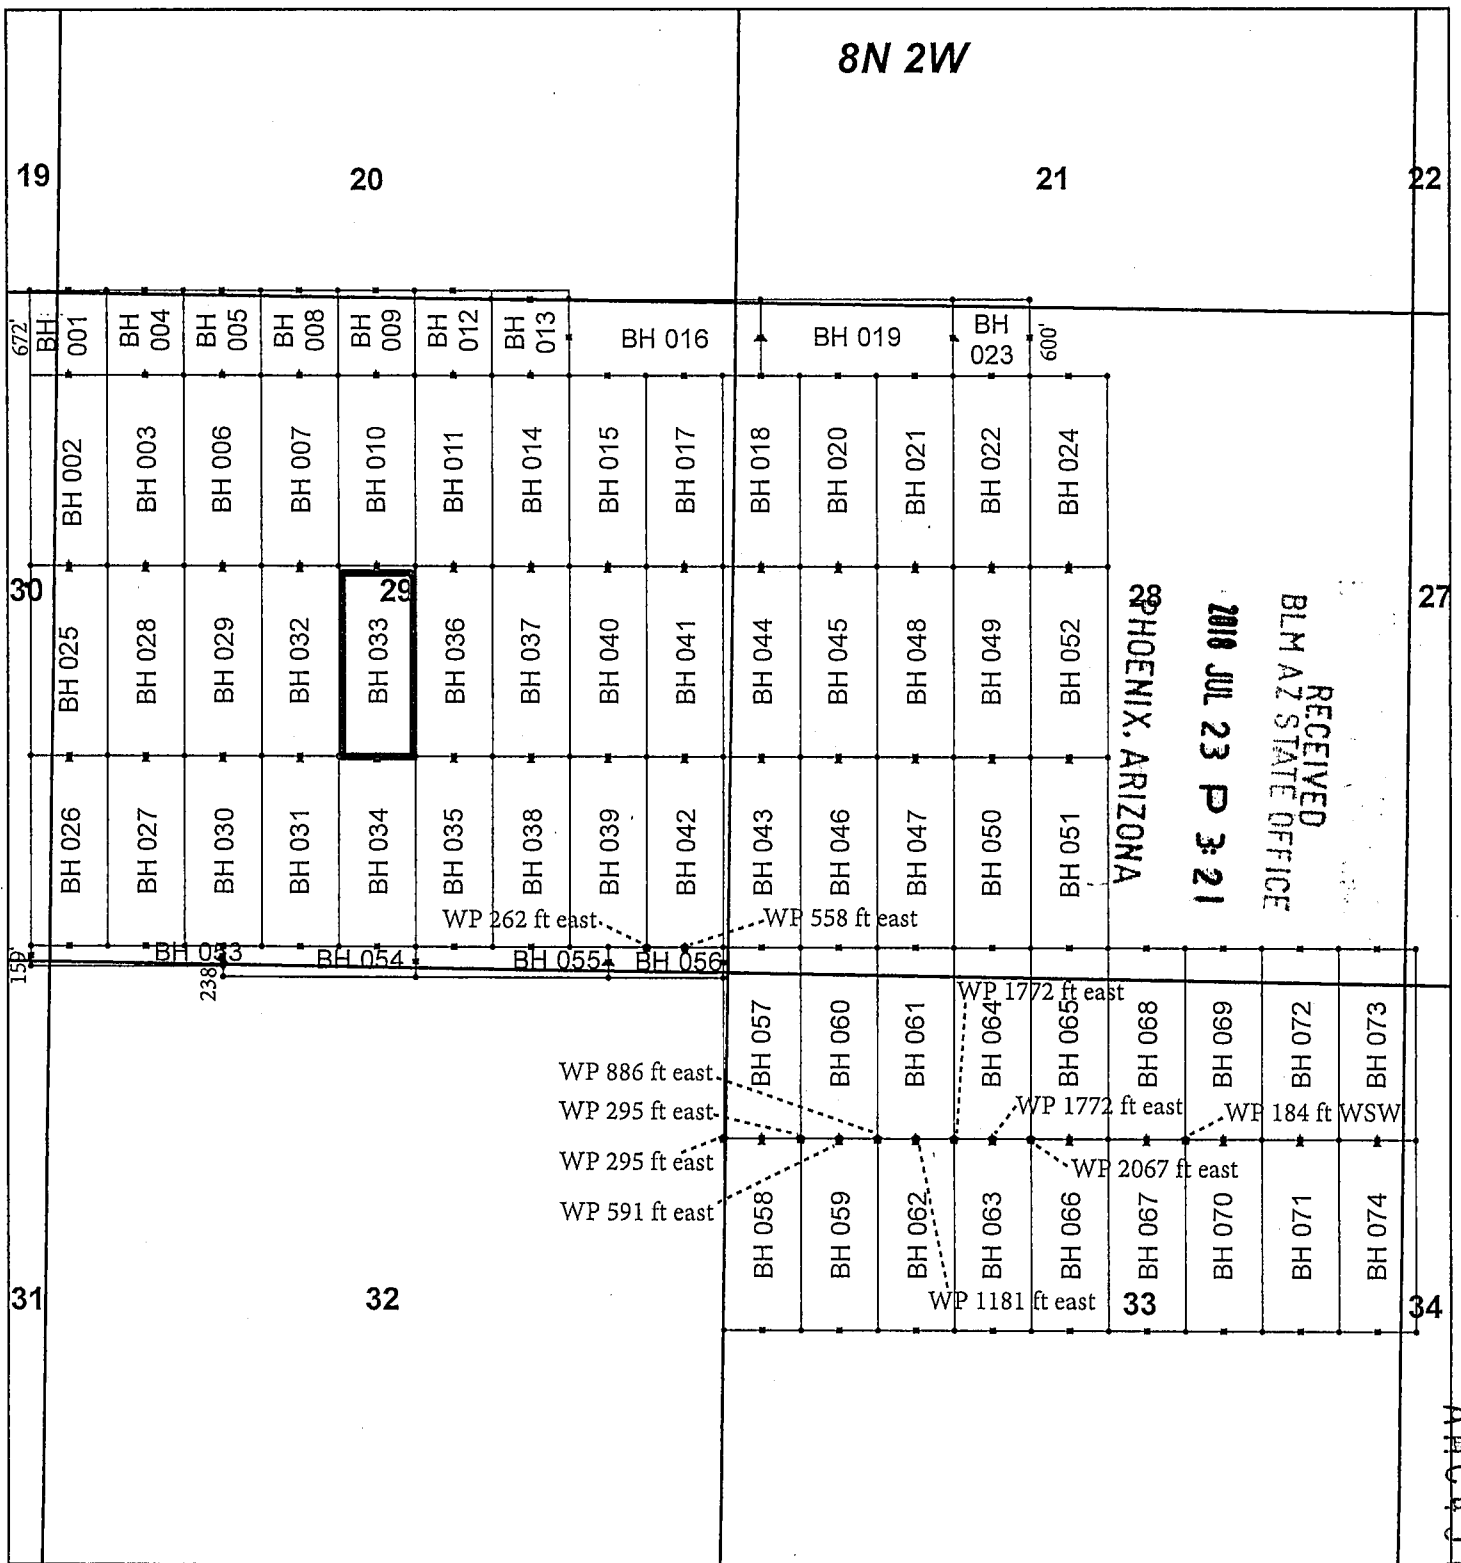 8N 2W
19
20
21
22
672'
BH
001
BH
004
BH
005
BH
008
BH
009
BH
012
BH
013
BH 016
BH 019
BH
023
600'
BH 002
BH 003
BH 006
BH 007
BH 010
BH 011
BH 014
BH 015
BH 017
BH 018
BH 020
BH 021
BH 022
BH 024
30
29
28
27
BH 025
BH 028
BH 029
BH 032
BH 033
BH 036
BH 037
BH 040
BH 041
BH 044
BH 045
BH 048
BH 049
BH 052
RECEIVED
BLM AZ STATE OFFICE
2018 JUL 23 P 3:21
PHOENIX, ARIZONA
BH 026
BH 027
BH 030
BH 031
BH 034
BH 035
BH 038
BH 039
BH 042
BH 043
BH 046
BH 047
BH 050
BH 051
WP 262 ft east
WP 558 ft east
159'
BH 053
BH 054
BH 055
BH 056
238'
WP 1772 ft east
BH 057
BH 060
BH 061
BH 064
BH 065
BH 068
BH 069
BH 072
BH 073
WP 886 ft east
WP 295 ft east
WP 1772 ft east
WP 184 ft WSW
WP 295 ft east
WP 2067 ft east
WP 591 ft east
BH 058
BH 059
BH 062
BH 063
BH 066
BH 067
BH 070
BH 071
BH 074
WP 1181 ft east
31
32
33
34